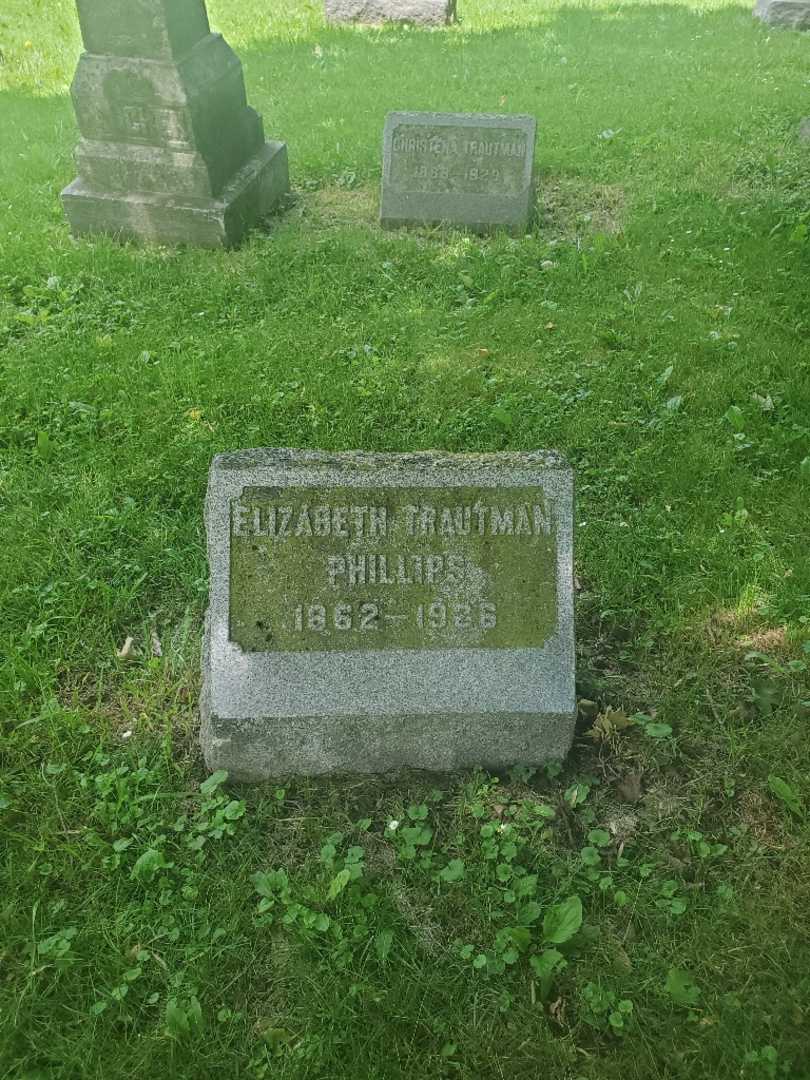 CHRISTENA TRAUTMAN
ELIZABETH TRAUTMAN
PHILLIPS
1862-1926